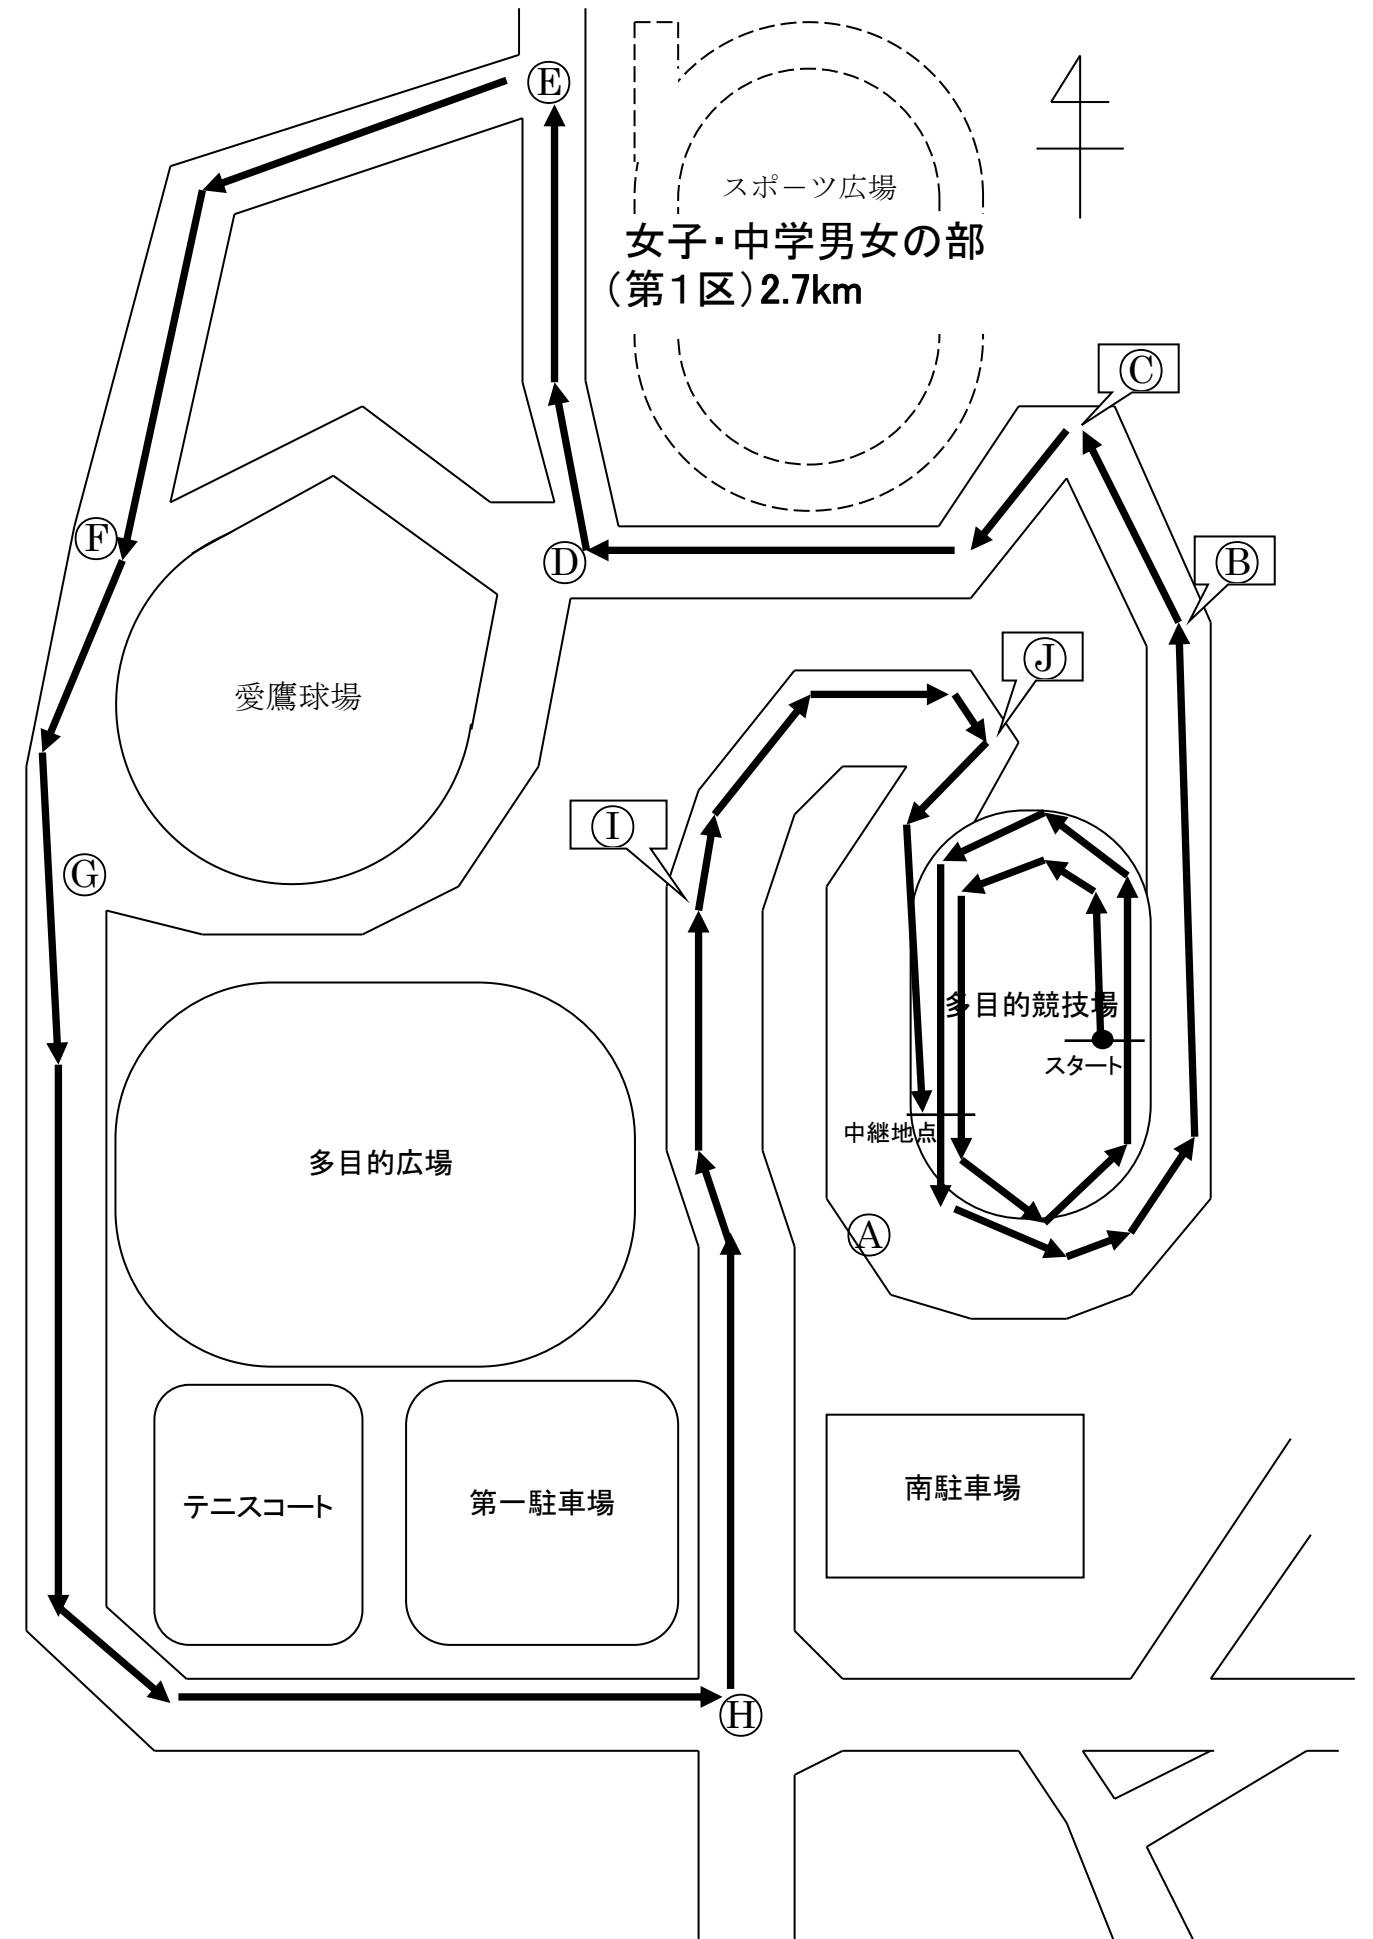 Ⓔ
スポーツ広場
女子・中学男女の部
（第１区）2.7km
Ⓒ
Ⓕ
Ⓓ
Ⓑ
Ⓙ
愛鷹球場
Ⓘ
Ⓖ
多目的競技場
スタート
中継地点
多目的広場
Ⓐ
テニスコート
第一駐車場
南駐車場
Ⓗ